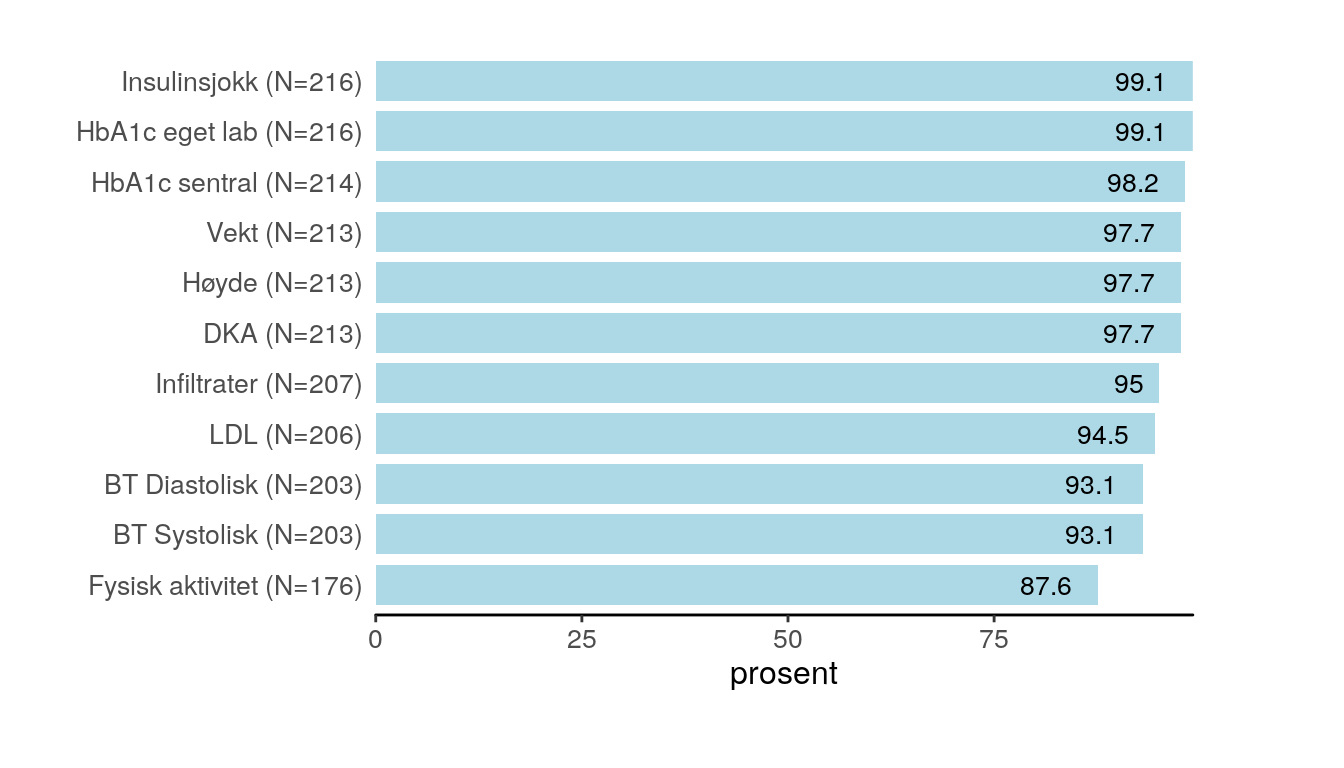 Insulinsjokk (N=216) 99.1
HbA1c eget lab (N=216) 99.1
HbA1c sentral (N=214) 98.2
Vekt (N=213) 97.7
Høyde (N=213) 97.7
DKA (N=213) 97.7
Infiltrater (N=207) 95
LDL (N=206) 94.5
BT Diastolisk (N=203) 93.1
BT Systolisk (N=203) 93.1
Fysisk aktivitet (N=176) 87.6
0 25 50 75
prosent